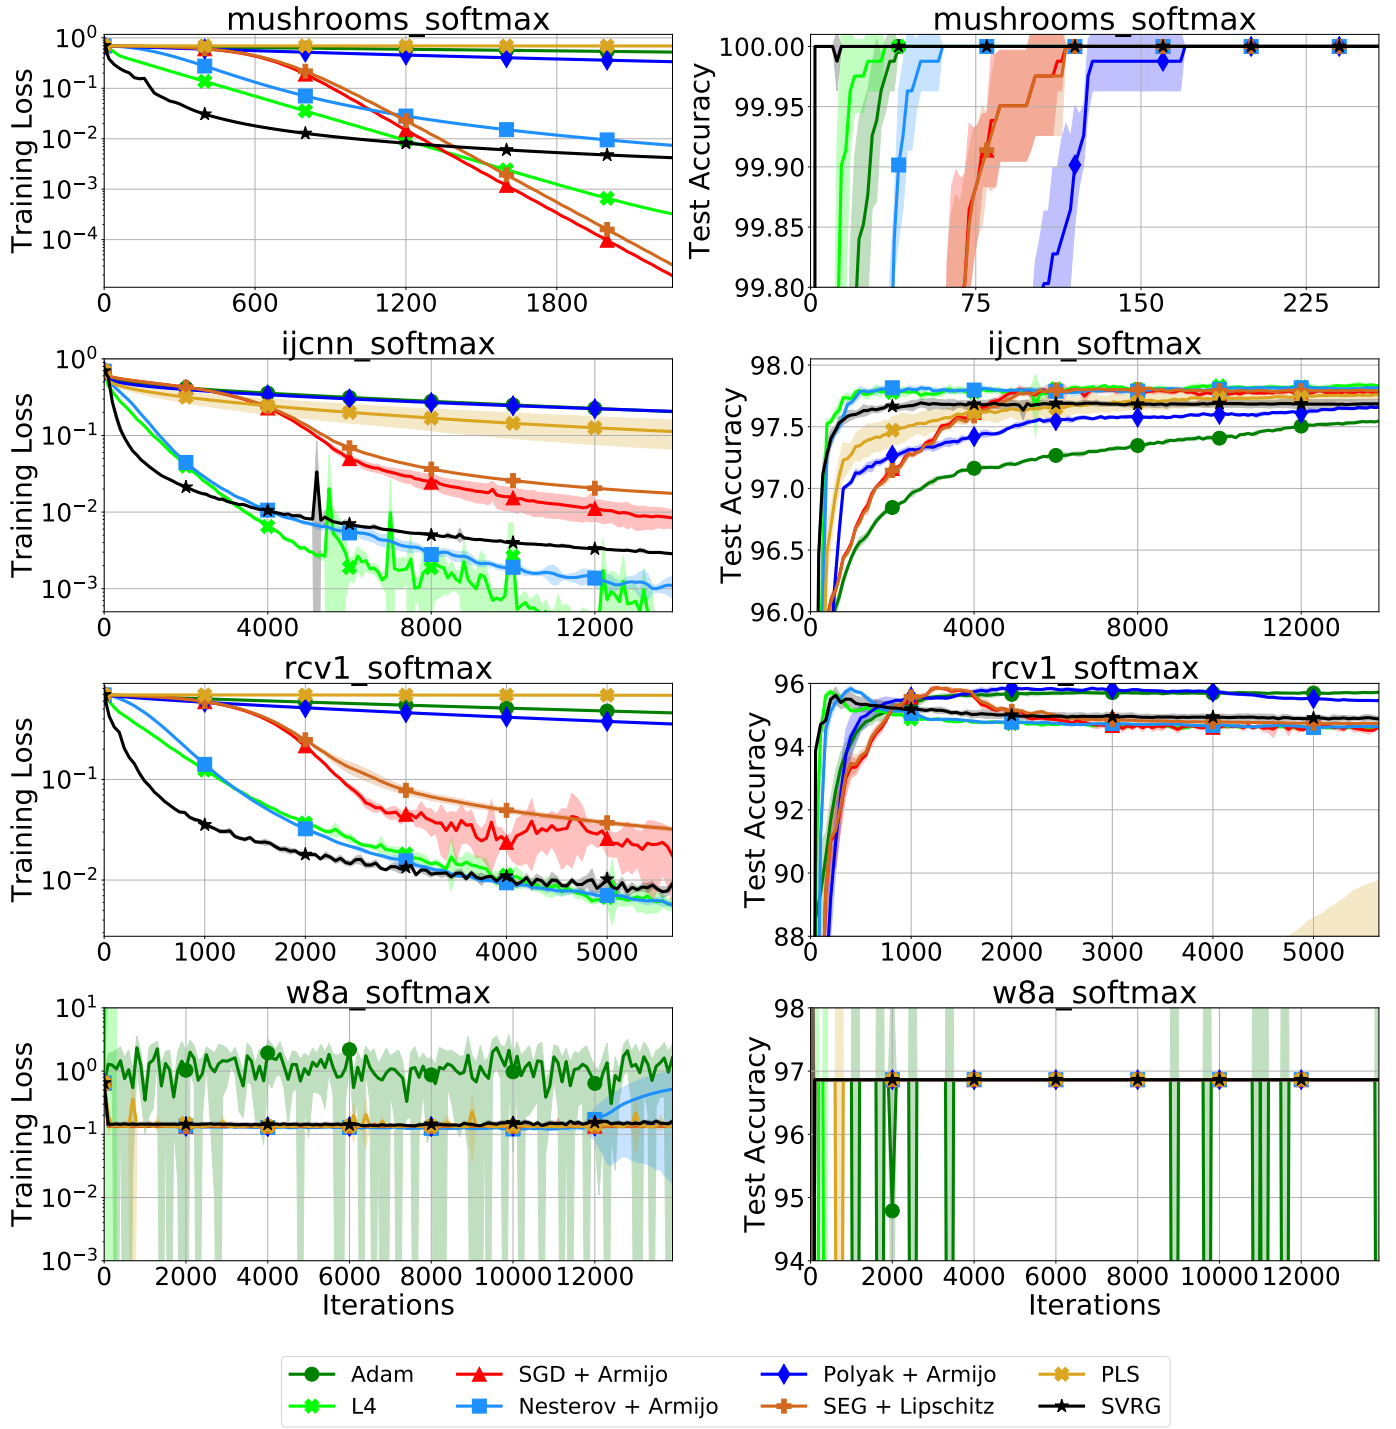 mushrooms_softmax
mushrooms_softmax
Training Loss
10^0
10^-1
10^-2
10^-3
10^-4
0 600 1200 1800
Test Accuracy
100.00
99.95
99.90
99.85
99.80
0 75 150 225
ijcnn_softmax
ijcnn_softmax
Training Loss
10^0
10^-1
10^-2
10^-3
0 4000 8000 12000
Test Accuracy
98.0
97.5
97.0
96.5
96.0
0 4000 8000 12000
rcv1_softmax
rcv1_softmax
Training Loss
10^-1
10^-2
0 1000 2000 3000 4000 5000
Test Accuracy
96
94
92
90
88
0 1000 2000 3000 4000 5000
w8a_softmax
w8a_softmax
Training Loss
10^1
10^0
10^-1
10^-2
10^-3
0 2000 4000 6000 8000 10000 12000
Iterations
Test Accuracy
98
97
96
95
94
0 2000 4000 6000 8000 10000 12000
Iterations
Adam SGD + Armijo Polyak + Armijo PLS
L4 Nesterov + Armijo SEG + Lipschitz SVRG